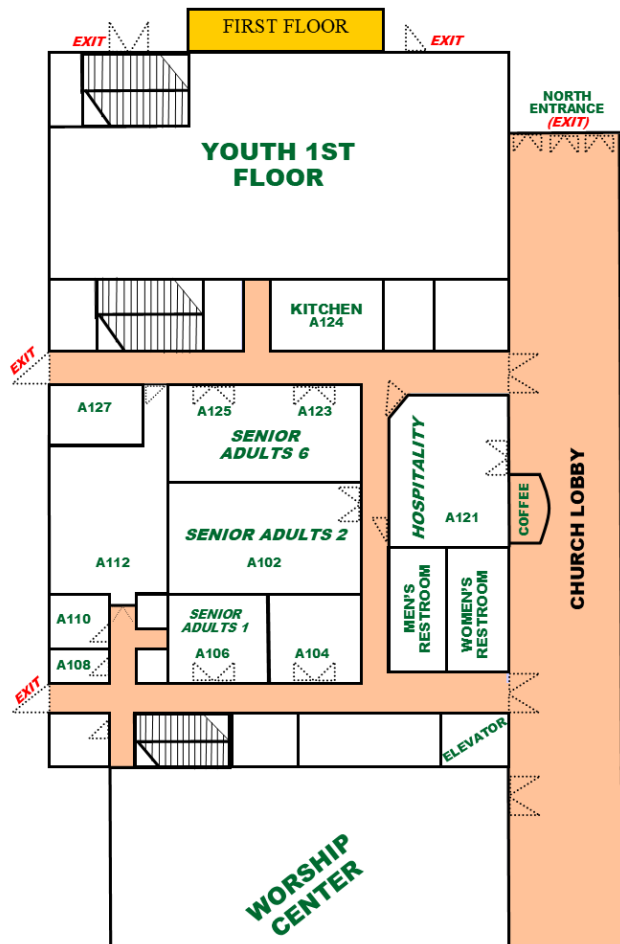 FIRST FLOOR
EXIT
EXIT
NORTH
ENTRANCE
(EXIT)
YOUTH 1ST
FLOOR
KITCHEN
A124
EXIT
A127
A125
A123
SENIOR
ADULTS 6
HOSPITALITY
A121
COFFEE
CHURCH LOBBY
SENIOR ADULTS 2
A102
A112
A110
A108
SENIOR
ADULTS 1
A106
A104
MEN'S
RESTROOM
WOMEN'S
RESTROOM
EXIT
ELEVATOR
WORSHIP
CENTER